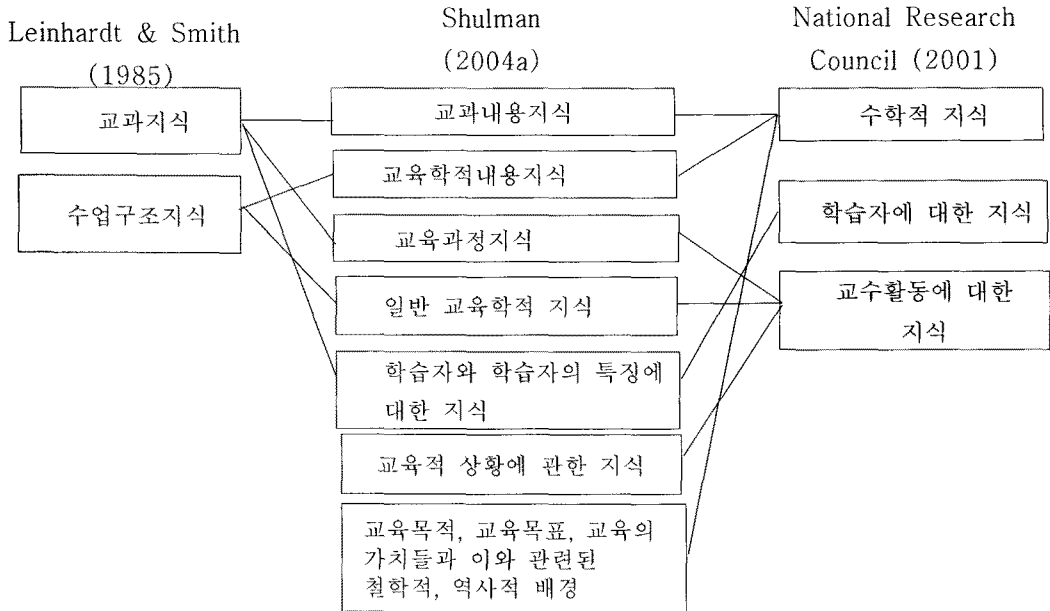 Leinhardt & Smith
(1985)
교과지식
수업구조지식
Shulman
(2004a)
교과내용지식
교육학적내용지식
교육과정지식
일반 교육학적 지식
학습자와 학습자의 특징에
대한 지식
교육적 상황에 관한 지식
교육목적, 교육목표, 교육의
가치들과 이와 관련된
철학적, 역사적 배경
National Research
Council (2001)
수학적 지식
학습자에 대한 지식
교수활동에 대한
지식